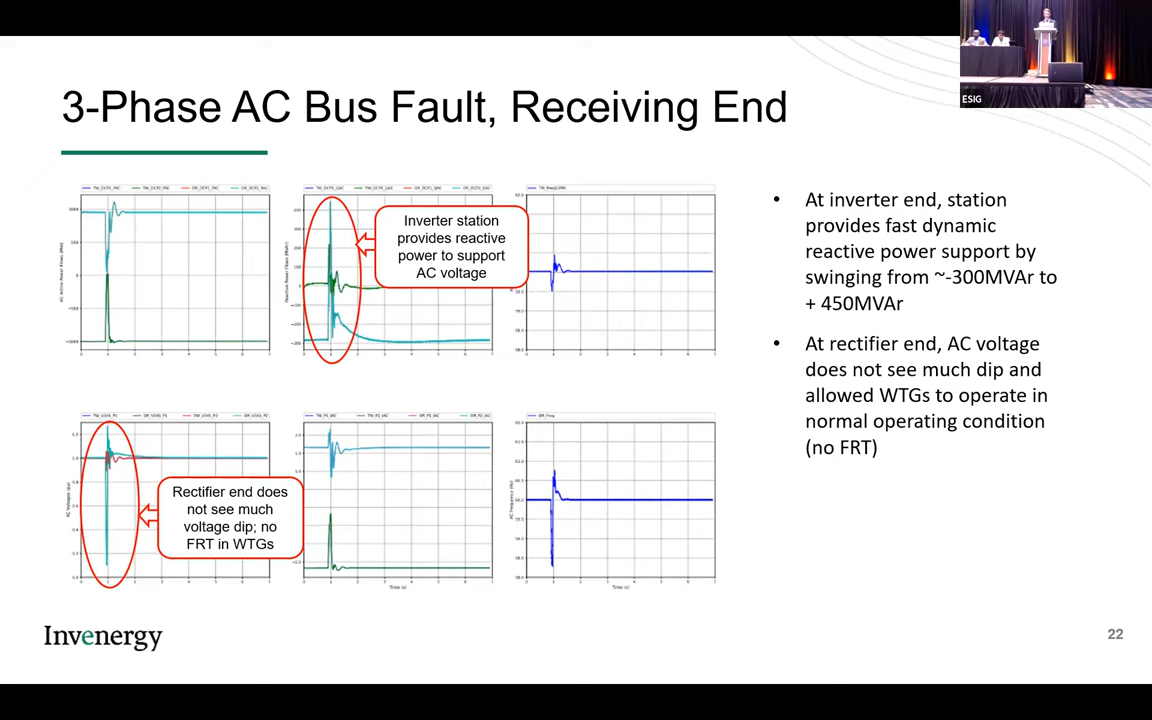 ESIG
3-Phase AC Bus Fault, Receiving End
Inverter station
provides reactive
power to support
AC voltage
Rectifier end does
not see much
voltage dip; no
FRT in WTGs
Time (s)
Time (s)
• At inverter end, station
provides fast dynamic
reactive power support by
swinging from ~-300MVAr to
+ 450MVAr
• At rectifier end, AC voltage
does not see much dip and
allowed WTGs to operate in
normal operating condition
(no FRT)
Invenergy
22